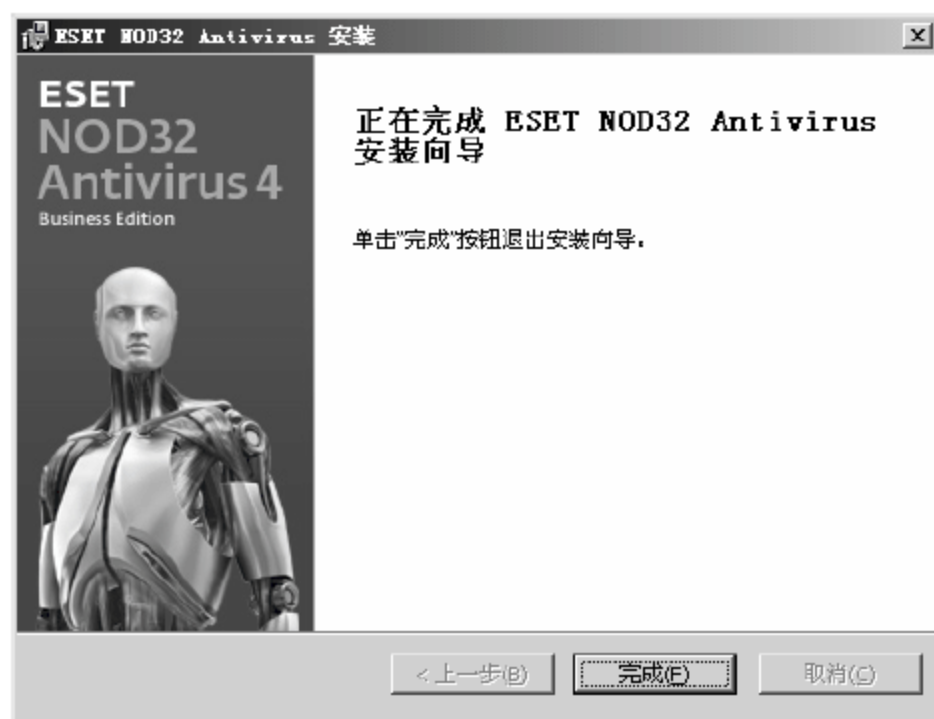 ESET NOD32 Antivirus 安装
ESET
NOD32
Antivirus 4
Business Edition
正在完成 ESET NOD32 Antivirus
安装向导
单击"完成"按钮退出安装向导。
< 上一步(B)
完成(F)
取消(C)